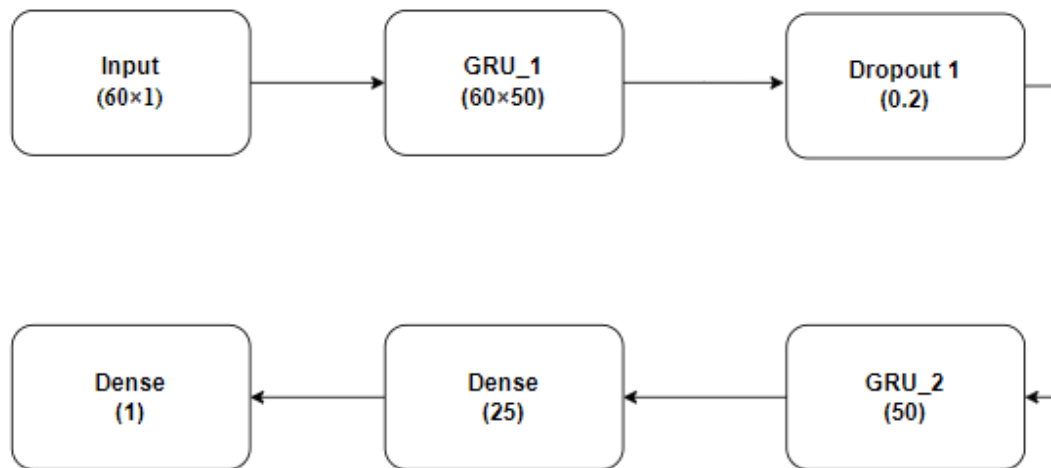 Input
(60×1)
GRU_1
(60×50)
Dropout 1
(0.2)
Dense
(1)
Dense
(25)
GRU_2
(50)